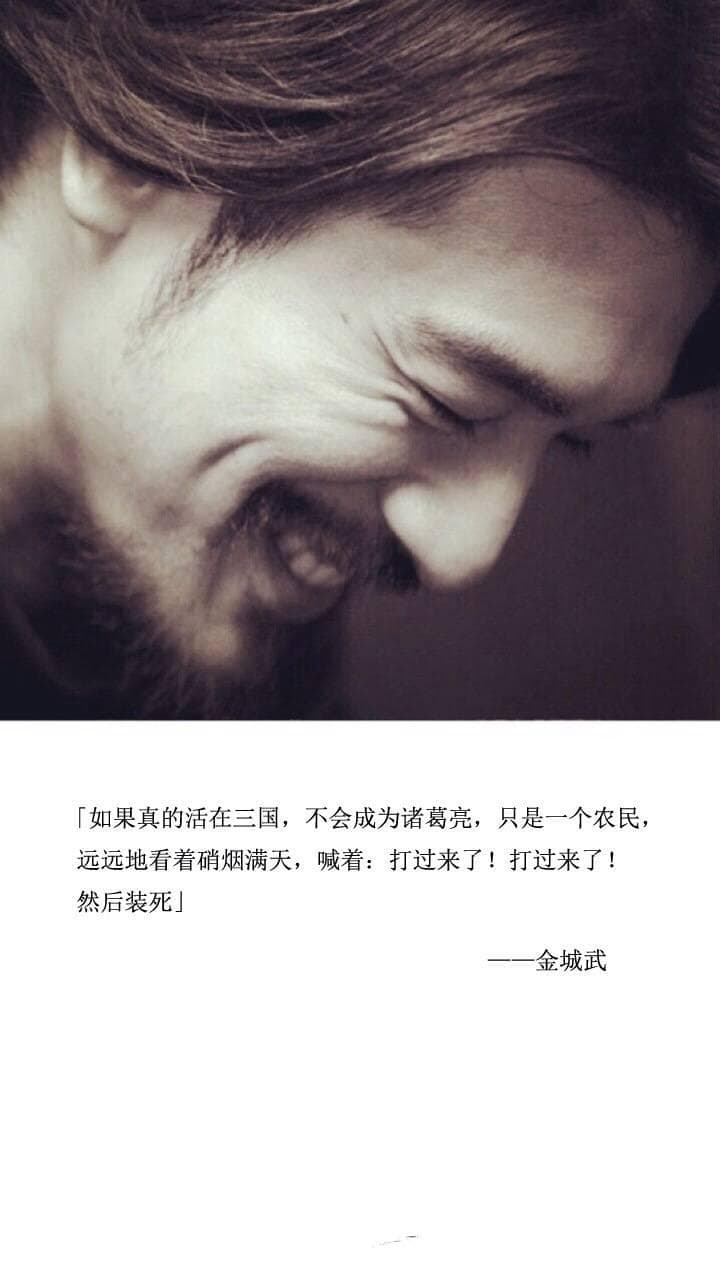 「如果真的活在三国，不会成为诸葛亮，只是一个农民，
远远地看着硝烟满天，喊着：打过来了！打过来了！
然后装死」
——金城武